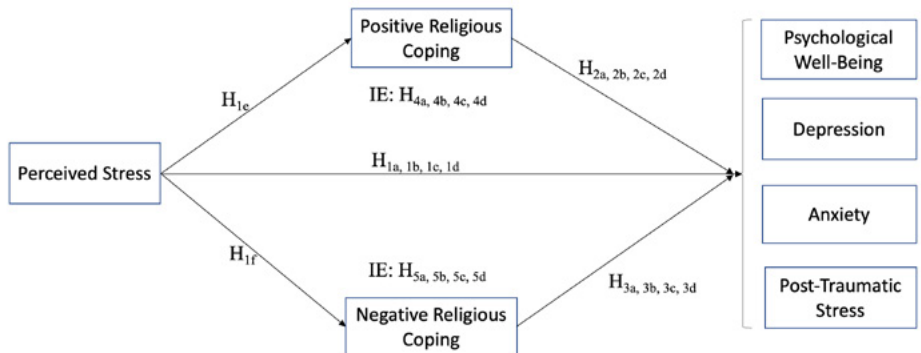 Positive Religious
Coping
Psychological
Well-Being
H2a, 2b, 2c, 2d
H1e
IE: H4a, 4b, 4c, 4d
Depression
Perceived Stress
H1a, 1b, 1c, 1d
Anxiety
H1f
IE: H5a, 5b, 5c, 5d
H3a, 3b, 3c, 3d
Post-Traumatic
Stress
Negative Religious
Coping